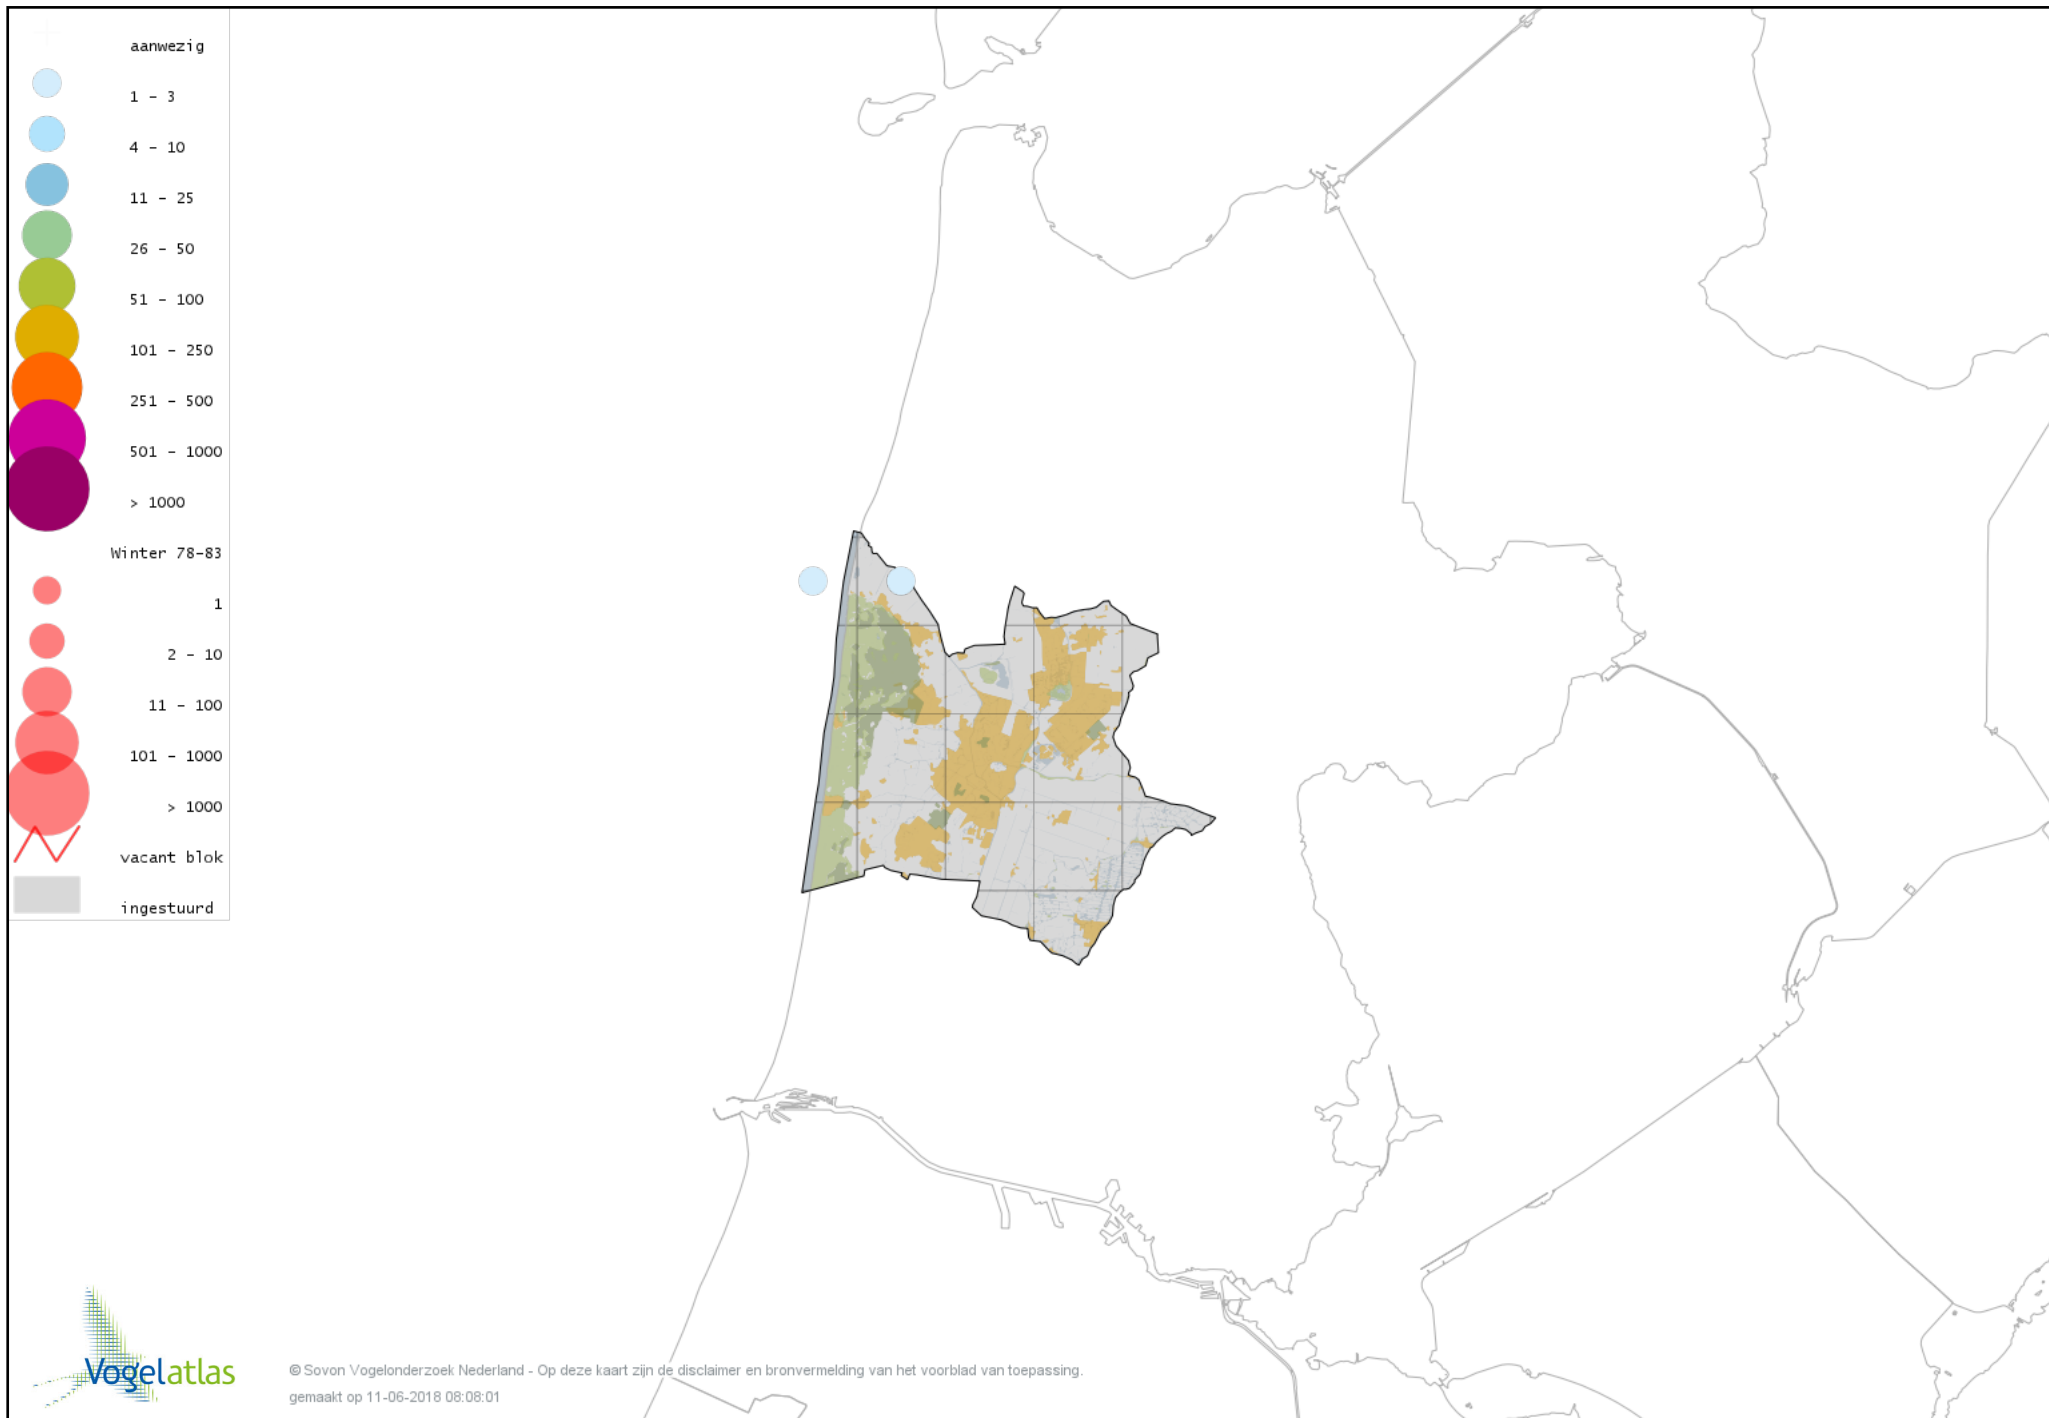 aanwezig
1 - 3
4 - 10
11 - 25
26 - 50
51 - 100
101 - 250
251 - 500
501 - 1000
> 1000
Winter 78-83
1
2 - 10
11 - 100
101 - 1000
> 1000
vacant blok
ingestuurd
Vogelatlas
© Sovon Vogelonderzoek Nederland - Op deze kaart zijn de disclaimer en bronvermelding van het voorblad van toepassing.
gemaakt op 11-06-2018 08:08:01